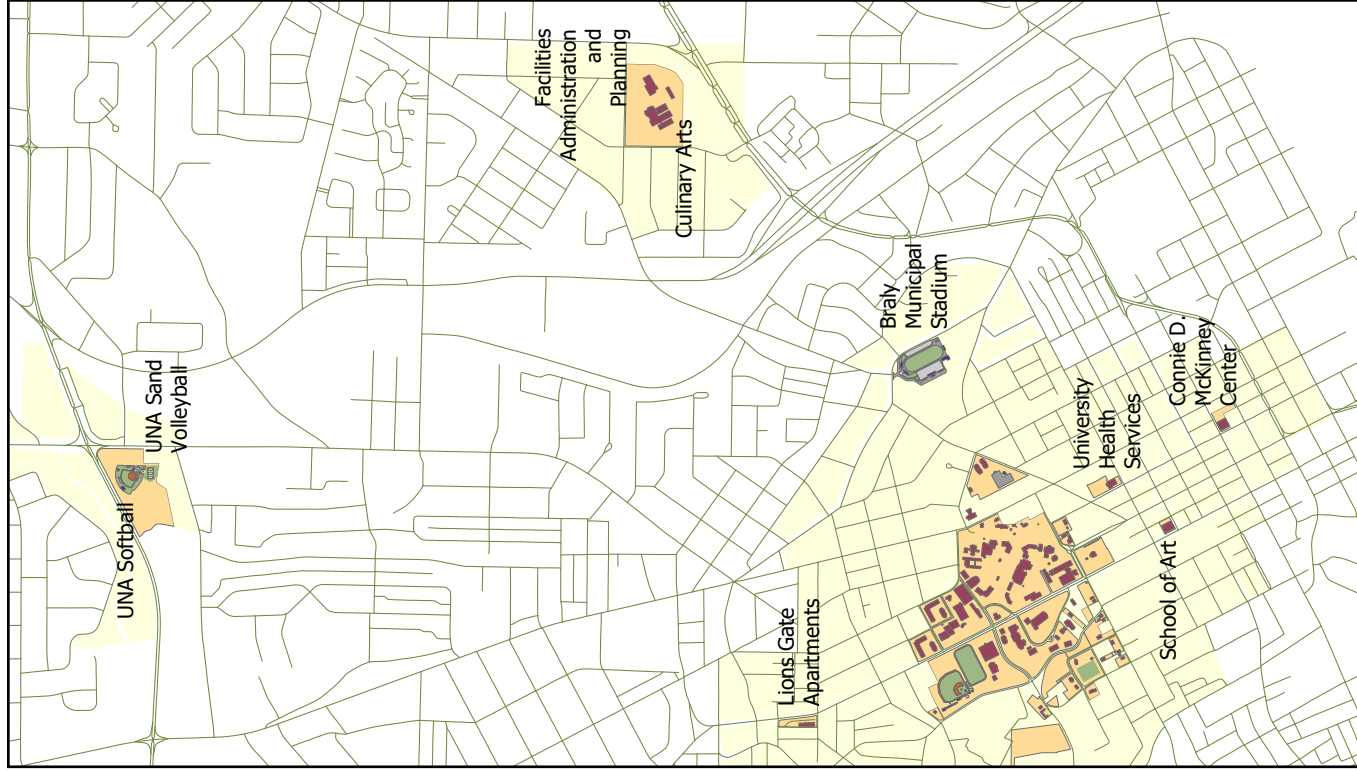 UNA Softball
UNA Sand
Volleyball
Facilities
Administration
and
Planning
Culinary Arts
Lions Gate
Apartments
Braly
Municipal
Stadium
University
Health
Services
School of Art
Connie D.
McKinney
Center